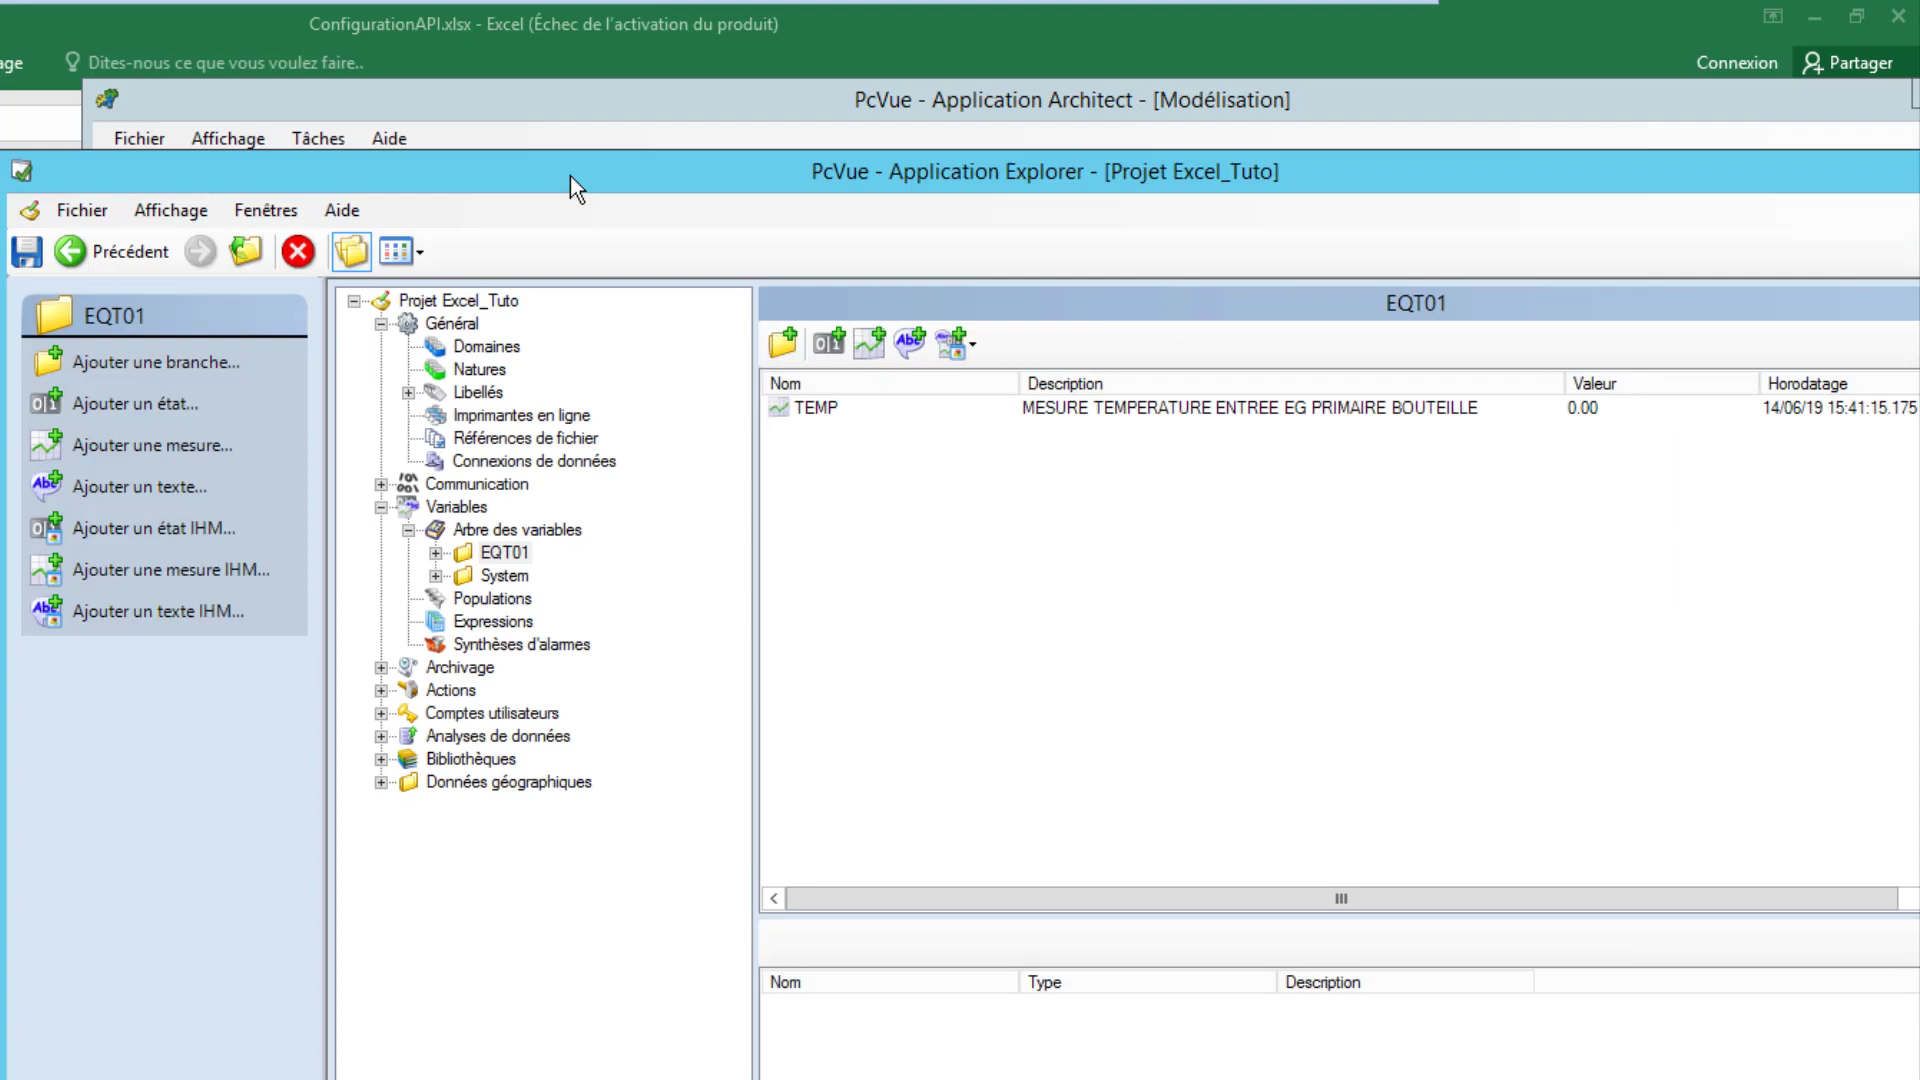 ConfigurationAPI.xlsx - Excel (Échec de l'activation du produit)
age
Dites-nous ce que vous voulez faire..
Connexion
Partager
PcVue - Application Architect - [Modélisation]
Fichier Affichage Tâches Aide
PcVue - Application Explorer - [Projet Excel_Tuto]
Fichier Affichage Fenêtres Aide
Précédent
EQT01
Ajouter une branche...
Ajouter un état...
Ajouter une mesure...
Ajouter un texte...
Ajouter un état IHM...
Ajouter une mesure IHM...
Ajouter un texte IHM...
Projet Excel_Tuto
Général
Domaines
Natures
Libellés
Imprimantes en ligne
Références de fichier
Connexions de données
Communication
Variables
Arbre des variables
EQT01
System
Populations
Expressions
Synthèses d'alarmes
Archivage
Actions
Comptes utilisateurs
Analyses de données
Bibliothèques
Données géographiques
EQT01
Nom Description Valeur Horodatage
TEMP MESURE TEMPERATURE ENTREE EG PRIMAIRE BOUTEILLE 0.00 14/06/19 15:41:15.175
Nom Type Description